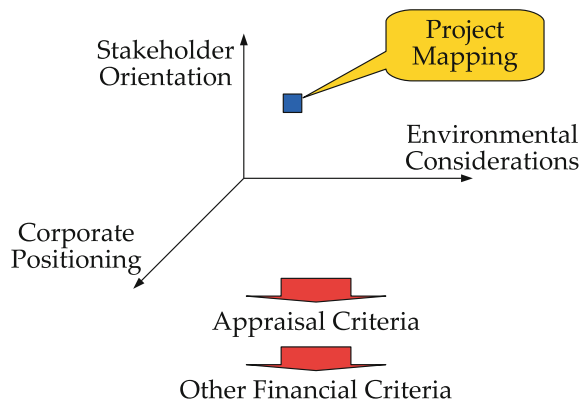 Project
Mapping
Stakeholder
Orientation
Environmental
Considerations
Corporate
Positioning
Appraisal Criteria
Other Financial Criteria